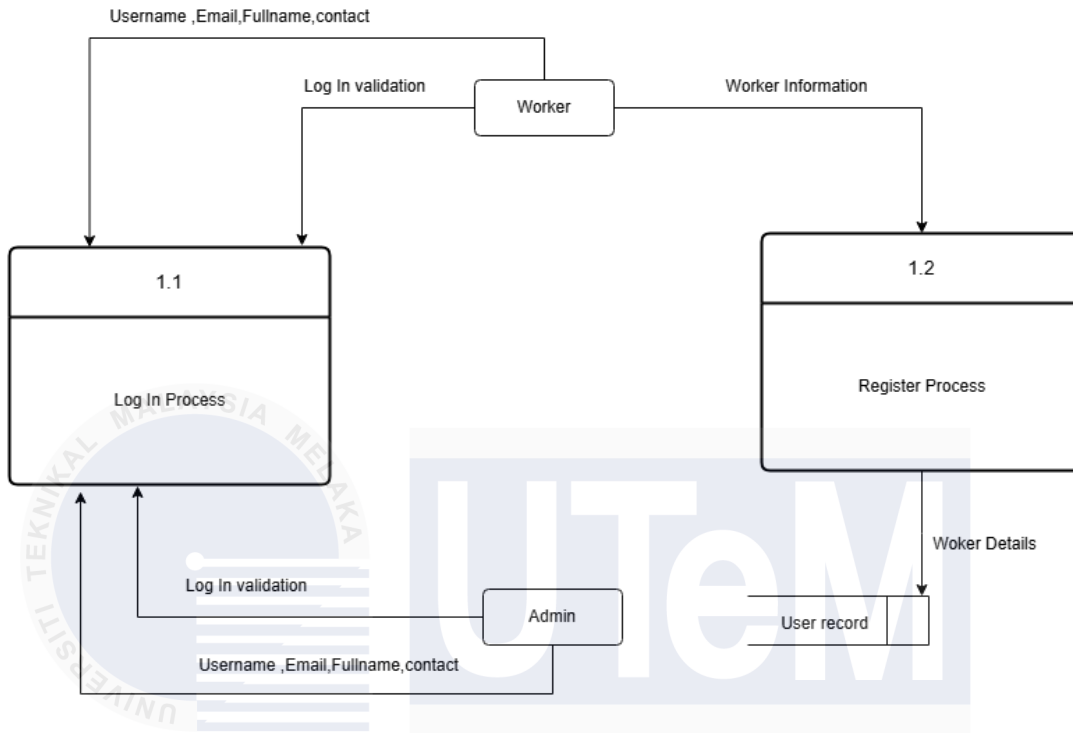 Username ,Email,Fullname,contact
Log In validation
Worker
Worker Information
1.1
Log In Process
1.2
Register Process
Woker Details
Log In validation
Admin
User record
Username ,Email,Fullname,contact
UNIVERSITI TEKNIKAL MALAYSIA MELAKA
UTeM